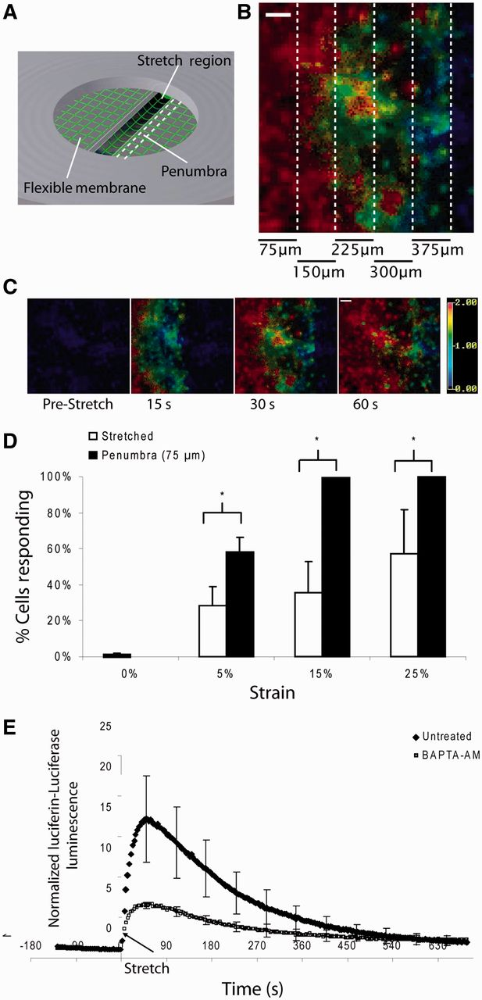 A
Stretch region
Penumbra
Flexible membrane
B
75µm
225µm
375µm
150µm
300µm
C
2.00
1.00
0.00
Pre-Stretch
15 s
30 s
60 s
D
Stretched
Penumbra (75 µm)
% Cells responding
100%
80%
60%
40%
20%
0%
*
*
*
0%
5%
15%
25%
Strain
E
Normalized luciferin-Luciferase
luminescence
25
20
15
10
5
0
Untreated
BAPTA-AM
-180
-90
90
180
270
360
450
540
630
Stretch
Time (s)